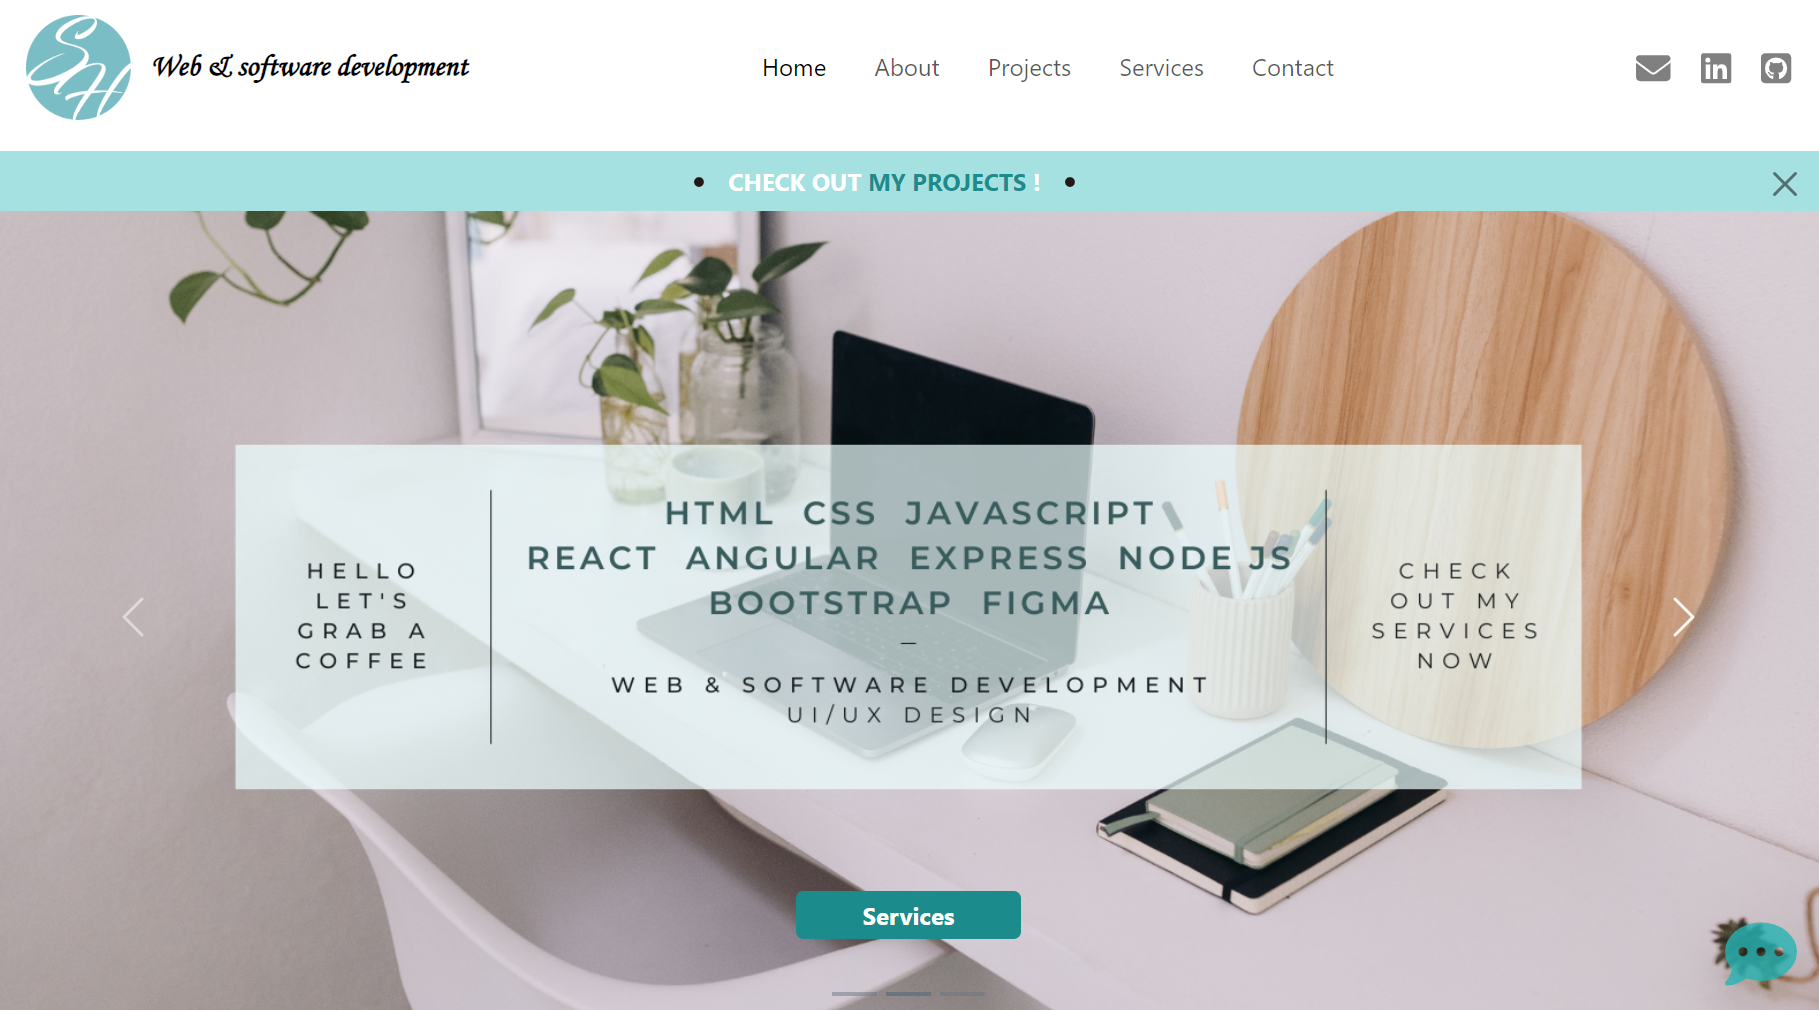 SH
Web & software development
Home About Projects Services Contact
in
• CHECK OUT MY PROJECTS ! •
HELLO
LET'S
GRAB A
COFFEE
HTML CSS JAVASCRIPT
REACT ANGULAR EXPRESS NODE JS
BOOTSTRAP FIGMA
–
WEB & SOFTWARE DEVELOPMENT
UI/UX DESIGN
CHECK
OUT MY
SERVICES
NOW
Services